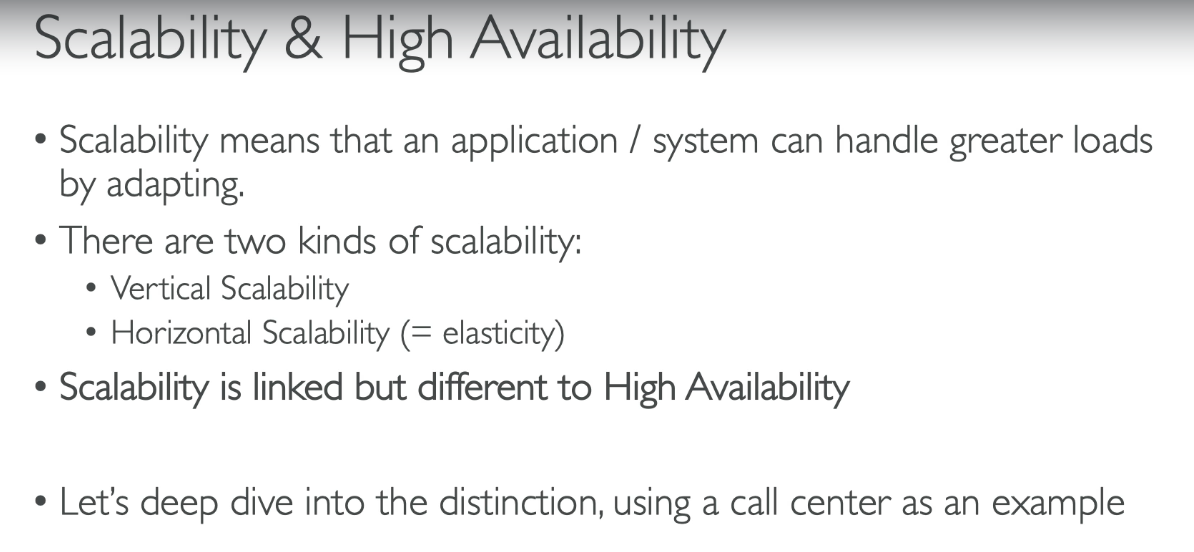 Scalability & High Availability
• Scalability means that an application / system can handle greater loads
by adapting.
• There are two kinds of scalability:
• Vertical Scalability
• Horizontal Scalability (= elasticity)
• Scalability is linked but different to High Availability
• Let's deep dive into the distinction, using a call center as an example